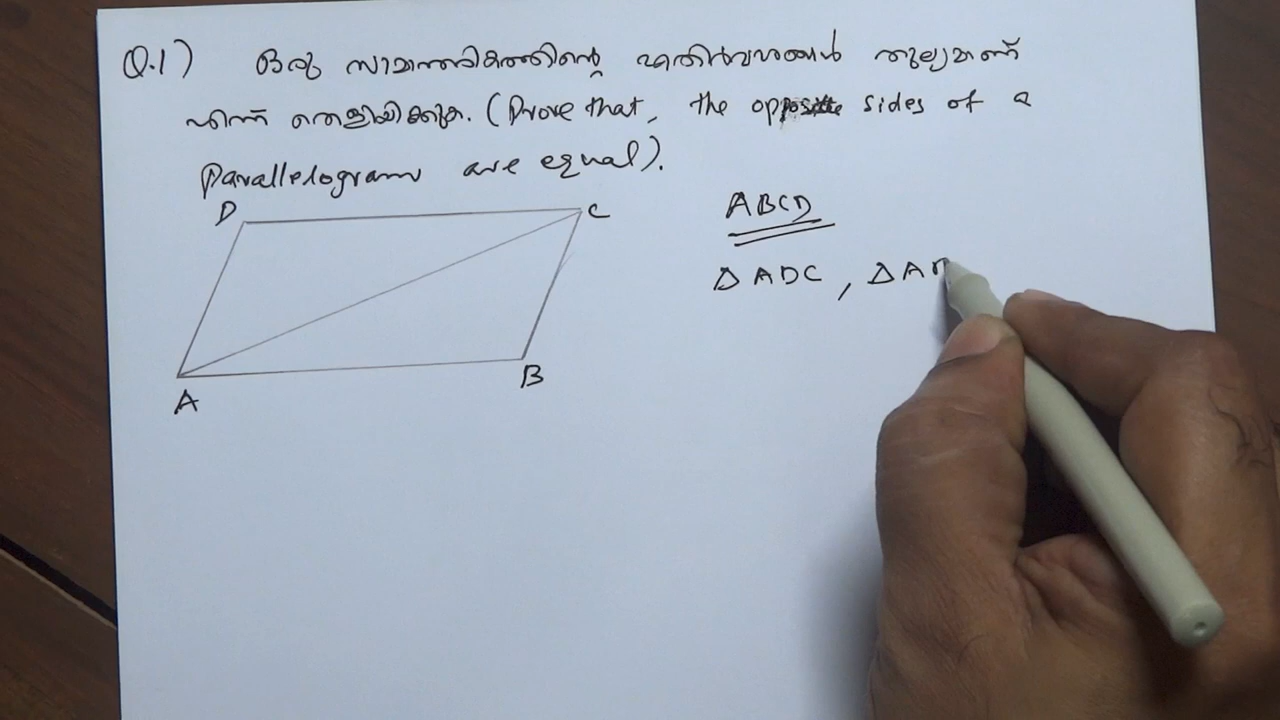 Q.1) ഒരു സാമാന്തരികത്തിന്റെ എതിർവശങ്ങൾ തുല്യമാണ്
എന്ന് തെളിയിക്കുക. (Prove that, the opposite sides of a
Parallelogram are equal).
D
C
ABCD
Δ ADC, Δ A
B
A